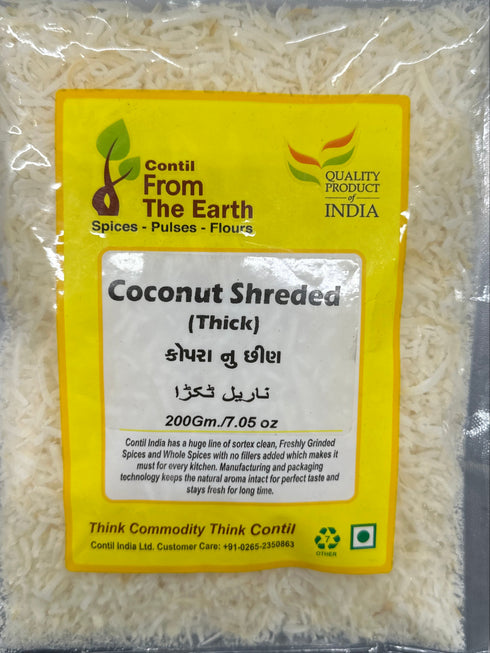 Contil
From
The Earth
Spices - Pulses - Flours
QUALITY
PRODUCT
of
INDIA
Coconut Shreded
(Thick)
કોપરા નુ છીણ
ناریل ٹکڑا
200Gm./7.05 oz
Contil India has a huge line of sortex clean, Freshly Grinded
Spices and Whole Spices with no fillers added which makes it
must for every kitchen. Manufacturing and packaging
technology keeps the natural aroma intact for perfect taste and
stays fresh for long time.
Think Commodity Think Contil
Contil India Ltd. Customer Care: +91-0265-2350863
7
OTHER